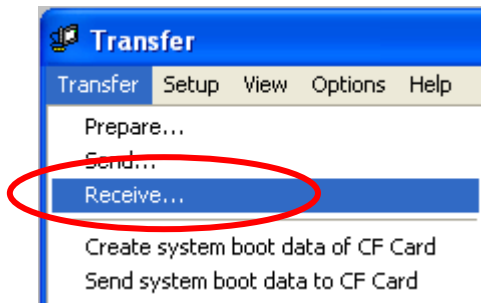 Transfer
Transfer Setup View Options Help
Prepare...
Send...
Receive...
Create system boot data of CF Card
Send system boot data to CF Card